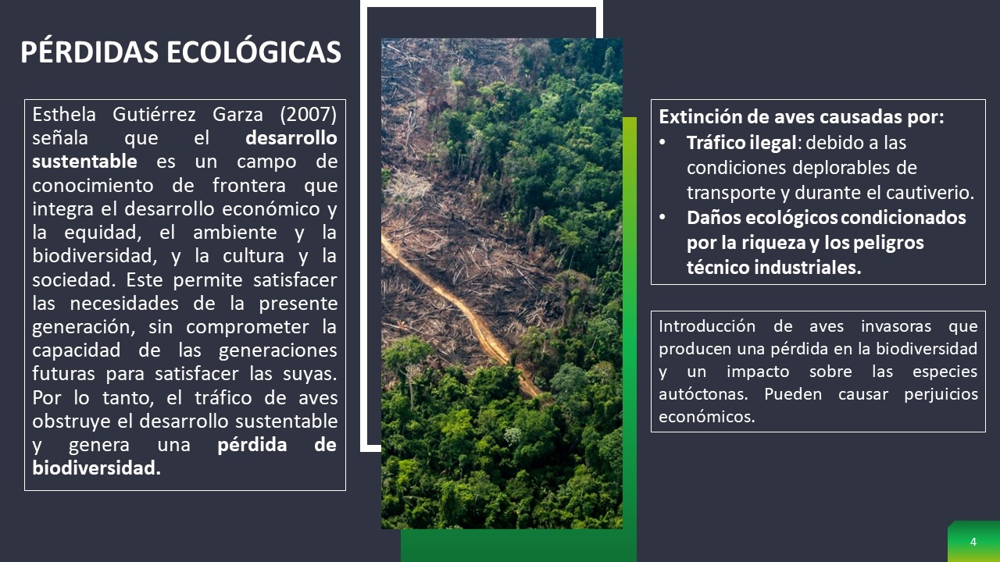 PÉRDIDAS ECOLÓGICAS
Esthela Gutiérrez Garza (2007)
señala que el desarrollo
sustentable es un campo de
conocimiento de frontera que
integra el desarrollo económico y
la equidad, el ambiente y la
biodiversidad, y la cultura y la
sociedad. Este permite satisfacer
las necesidades de la presente
generación, sin comprometer la
capacidad de las generaciones
futuras para satisfacer las suyas.
Por lo tanto, el tráfico de aves
obstruye el desarrollo sustentable
y genera una pérdida de
biodiversidad.
Extinción de aves causadas por:
• Tráfico ilegal: debido a las
condiciones deplorables de
transporte y durante el cautiverio.
• Daños ecológicos condicionados
por la riqueza y los peligros
técnico industriales.
Introducción de aves invasoras que
producen una pérdida en la biodiversidad
y un impacto sobre las especies
autóctonas. Pueden causar perjuicios
económicos.
4